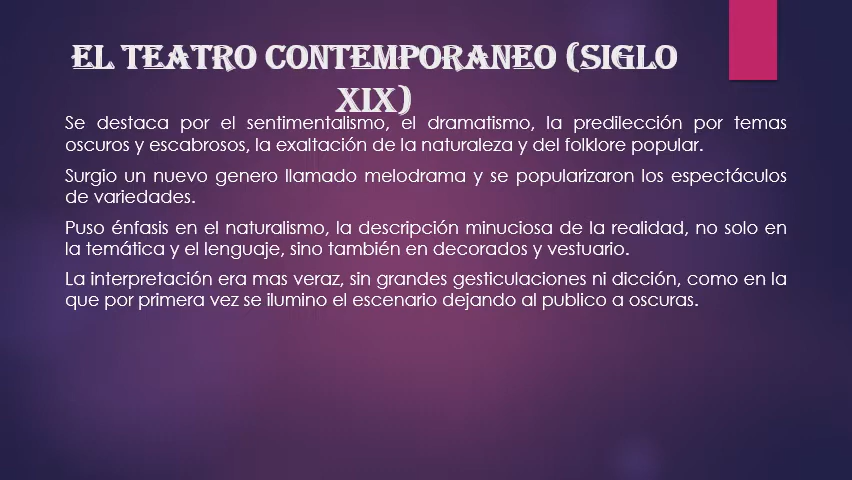 EL TEATRO CONTEMPORANEO (SIGLO
XIX)
Se destaca por el sentimentalismo, el dramatismo, la predilección por temas
oscuros y escabrosos, la exaltación de la naturaleza y del folklore popular.
Surgio un nuevo genero llamado melodrama y se popularizaron los espectáculos
de variedades.
Puso énfasis en el naturalismo, la descripción minuciosa de la realidad, no solo en
la temática y el lenguaje, sino también en decorados y vestuario.
La interpretación era mas veraz, sin grandes gesticulaciones ni dicción, como en la
que por primera vez se ilumino el escenario dejando al publico a oscuras.